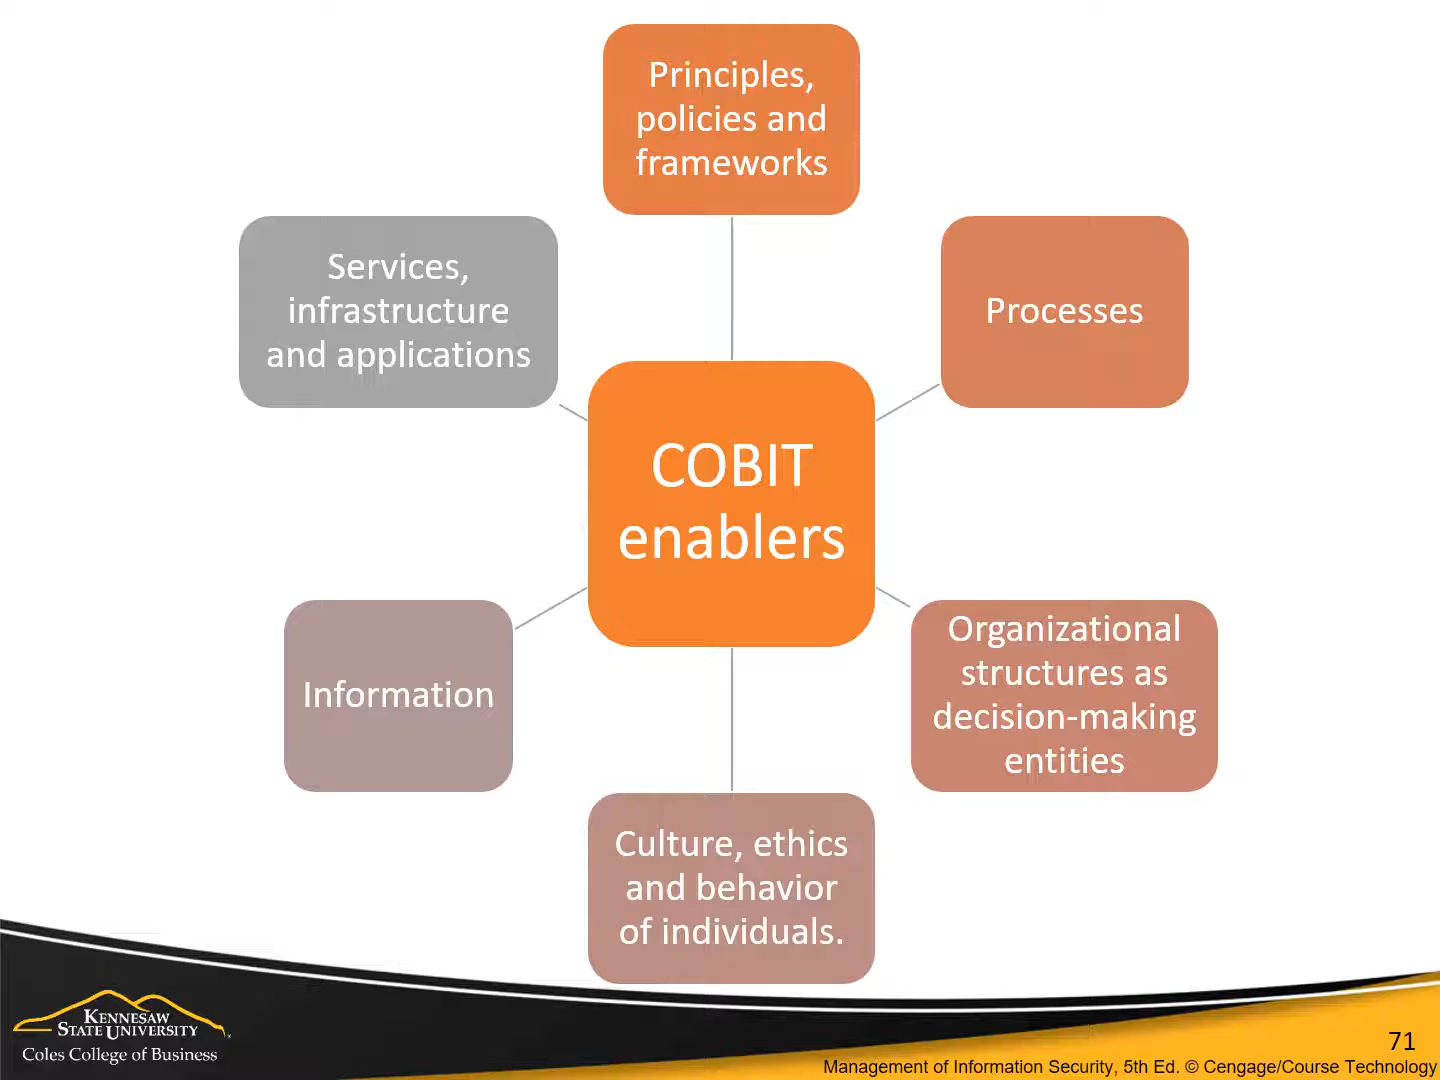 Principles,
policies and
frameworks
Services,
infrastructure
and applications
Processes
COBIT
enablers
Information
Organizational
structures as
decision-making
entities
Culture, ethics
and behavior
of individuals.
KENNESAW
STATE UNIVERSITY
Coles College of Business
71
Management of Information Security, 5th Ed. © Cengage/Course Technology